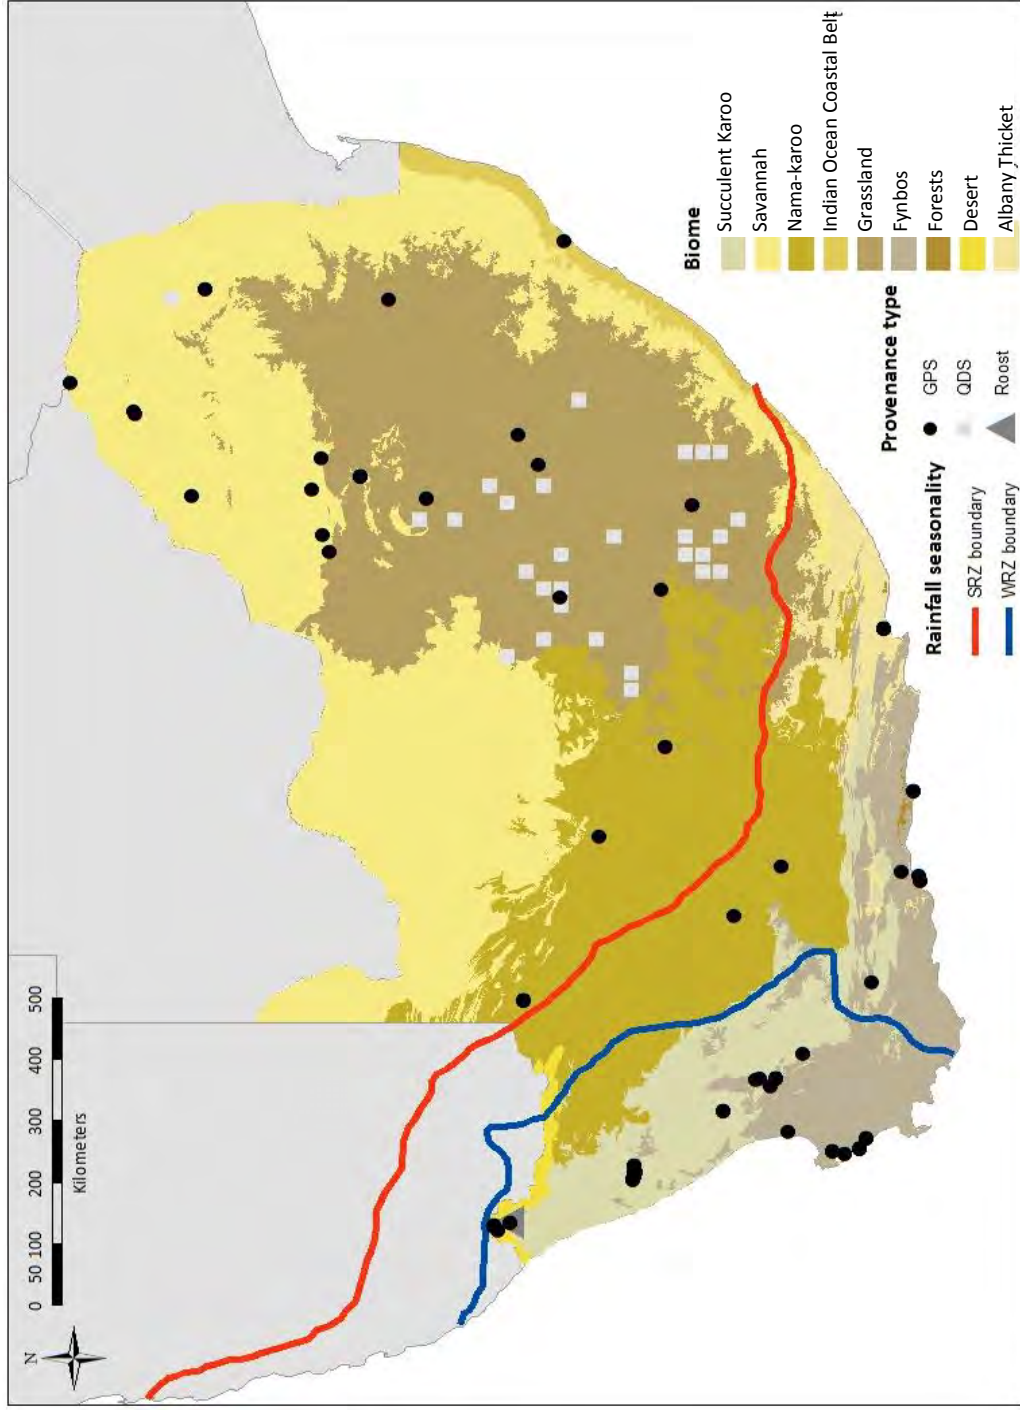 N
0 50 100 200 300 400 500
Kilometers
Biome
Succulent Karoo
Savannah
Nama-karoo
Indian Ocean Coastal Belt
Grassland
Fynbos
Forests
Desert
Albany Thicket
Provenance type
GPS
QDS
Roost
Rainfall seasonality
SRZ boundary
WRZ boundary